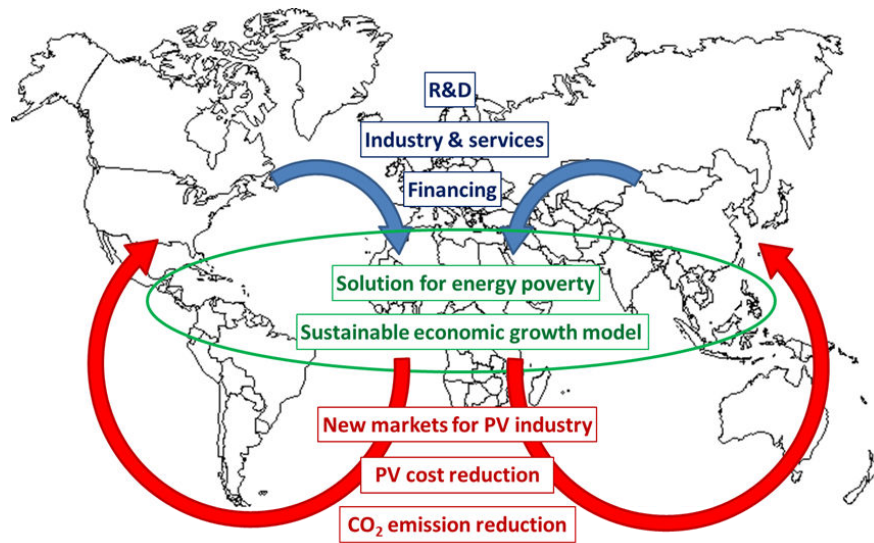 R&D
Industry & services
Financing
Solution for energy poverty
Sustainable economic growth model
New markets for PV industry
PV cost reduction
CO₂ emission reduction